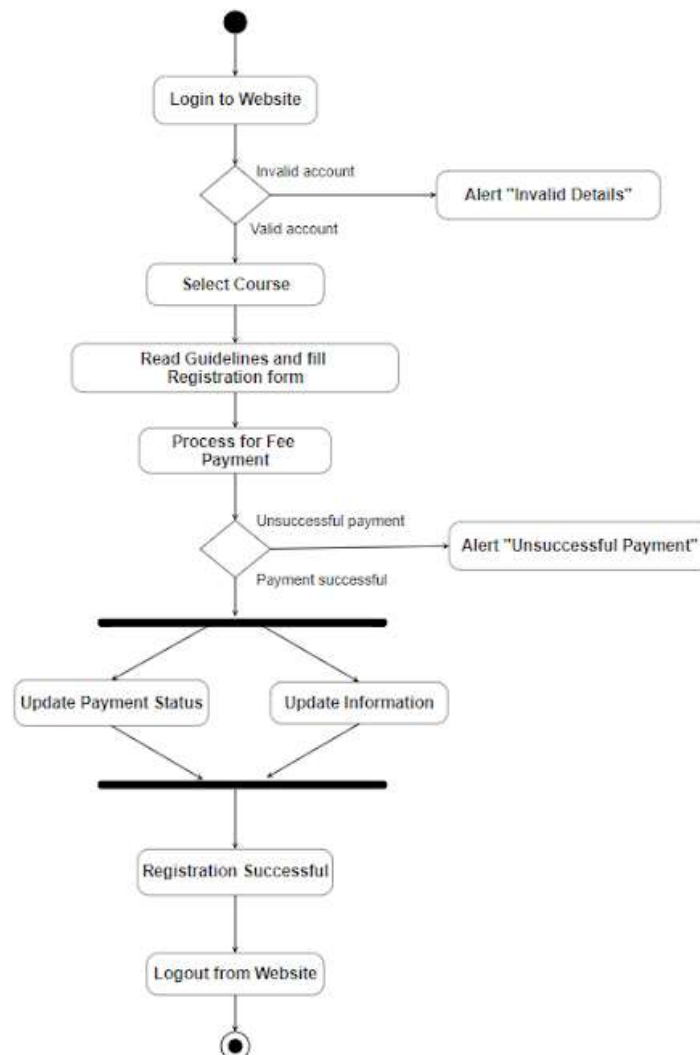 Login to Website
Invalid account
Alert "Invalid Details"
Valid account
Select Course
Read Guidelines and fill
Registration form
Process for Fee
Payment
Unsuccessful payment
Alert "Unsuccessful Payment"
Payment successful
Update Payment Status
Update Information
Registration Successful
Logout from Website